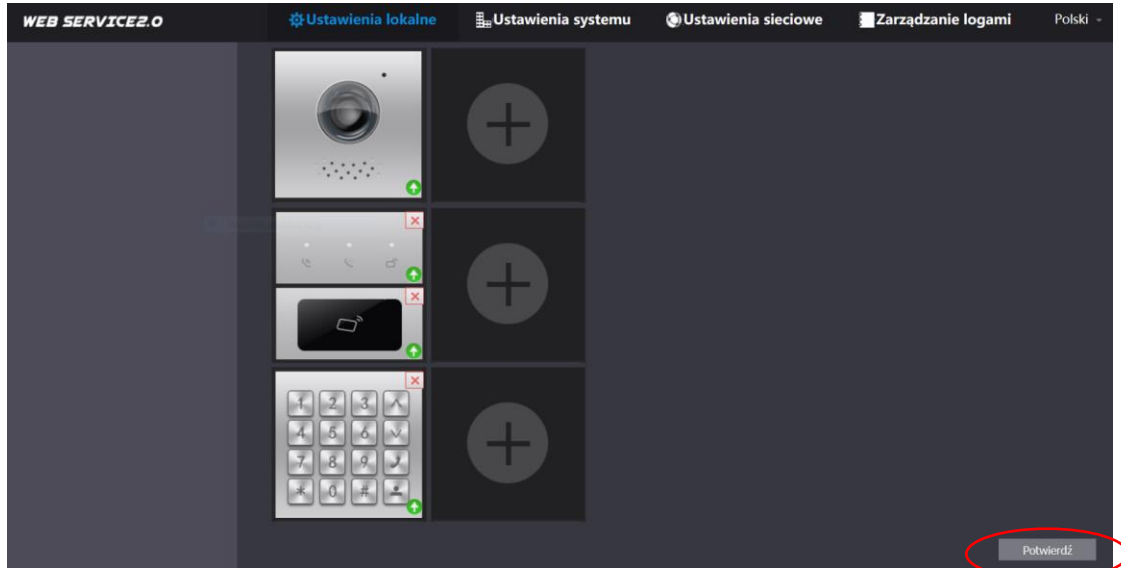 WEB SERVICE2.0 Ustawienia lokalne Ustawienia systemu Ustawienia sieciowe Zarządzanie logami Polski
1 2 3
4 5 6
7 8 9
* 0 #
Potwierdź